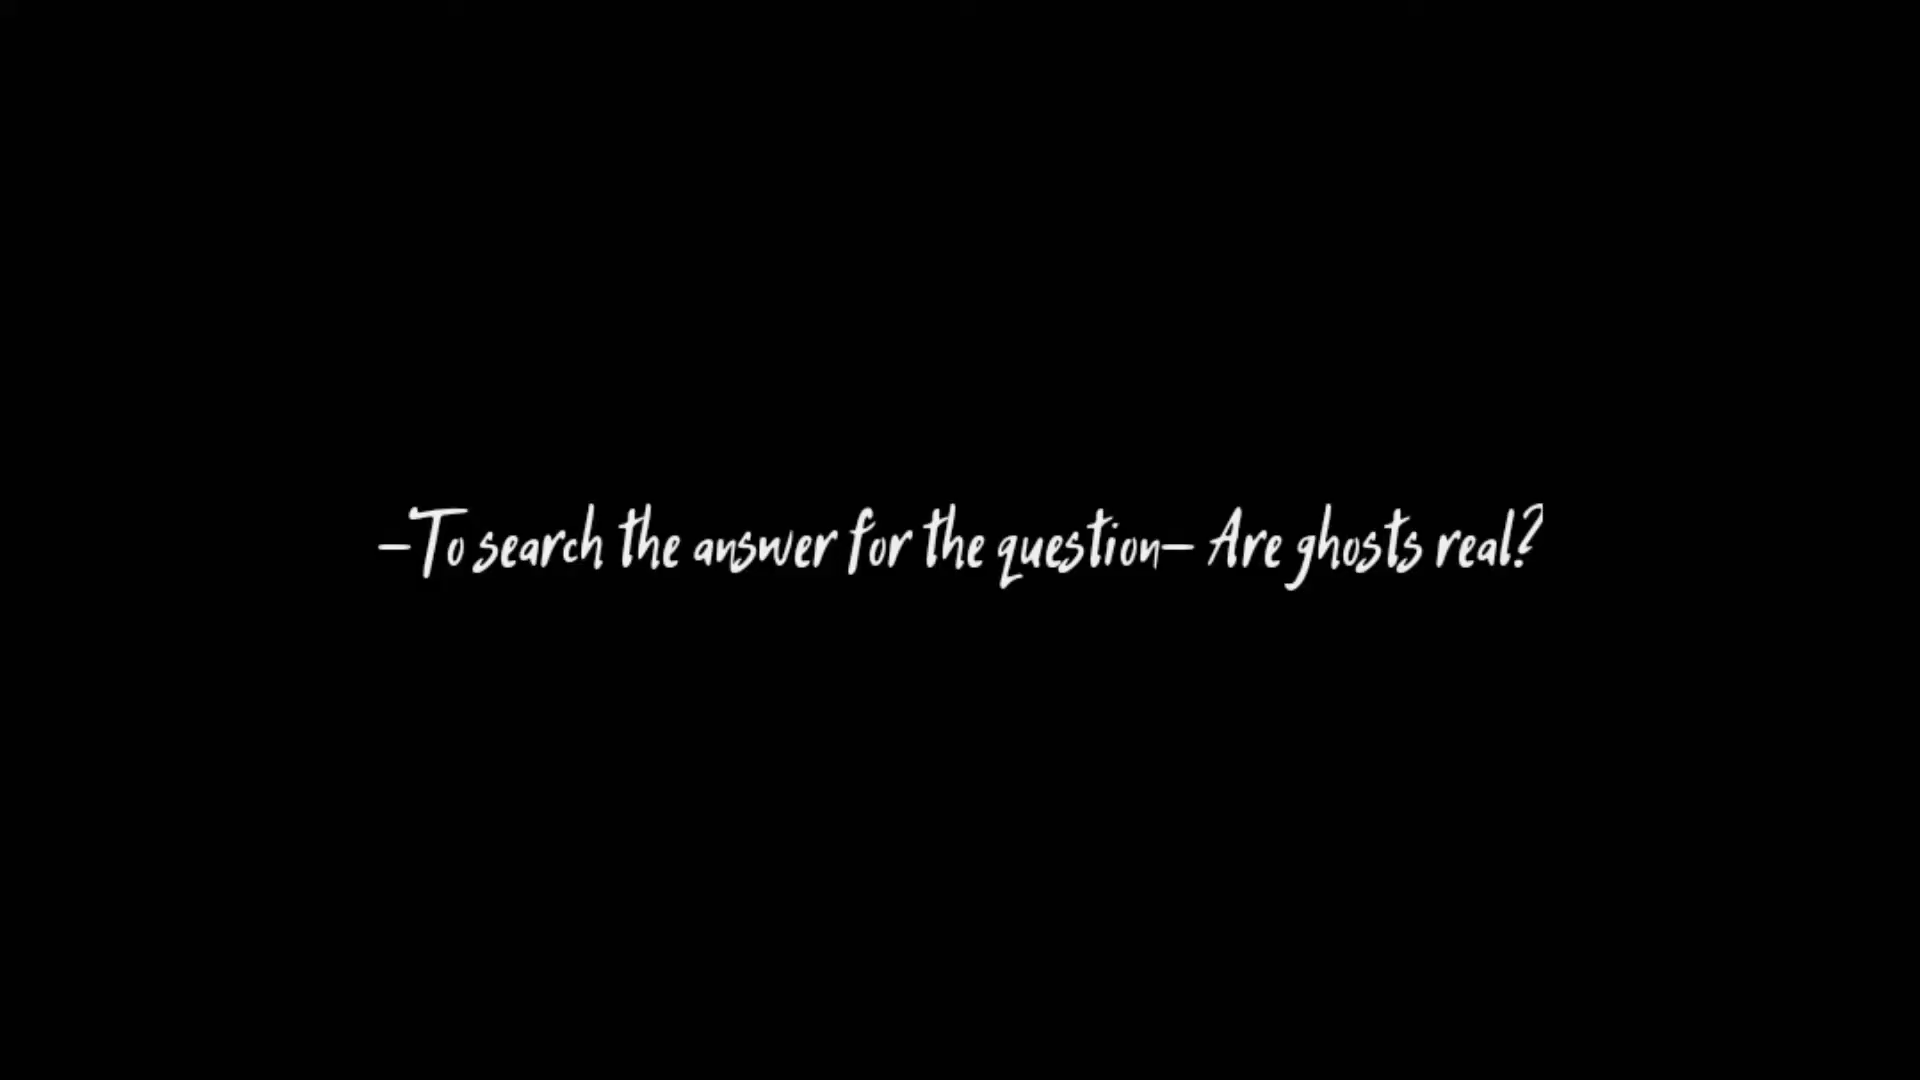 –To search the answer for the question– Are ghosts real?